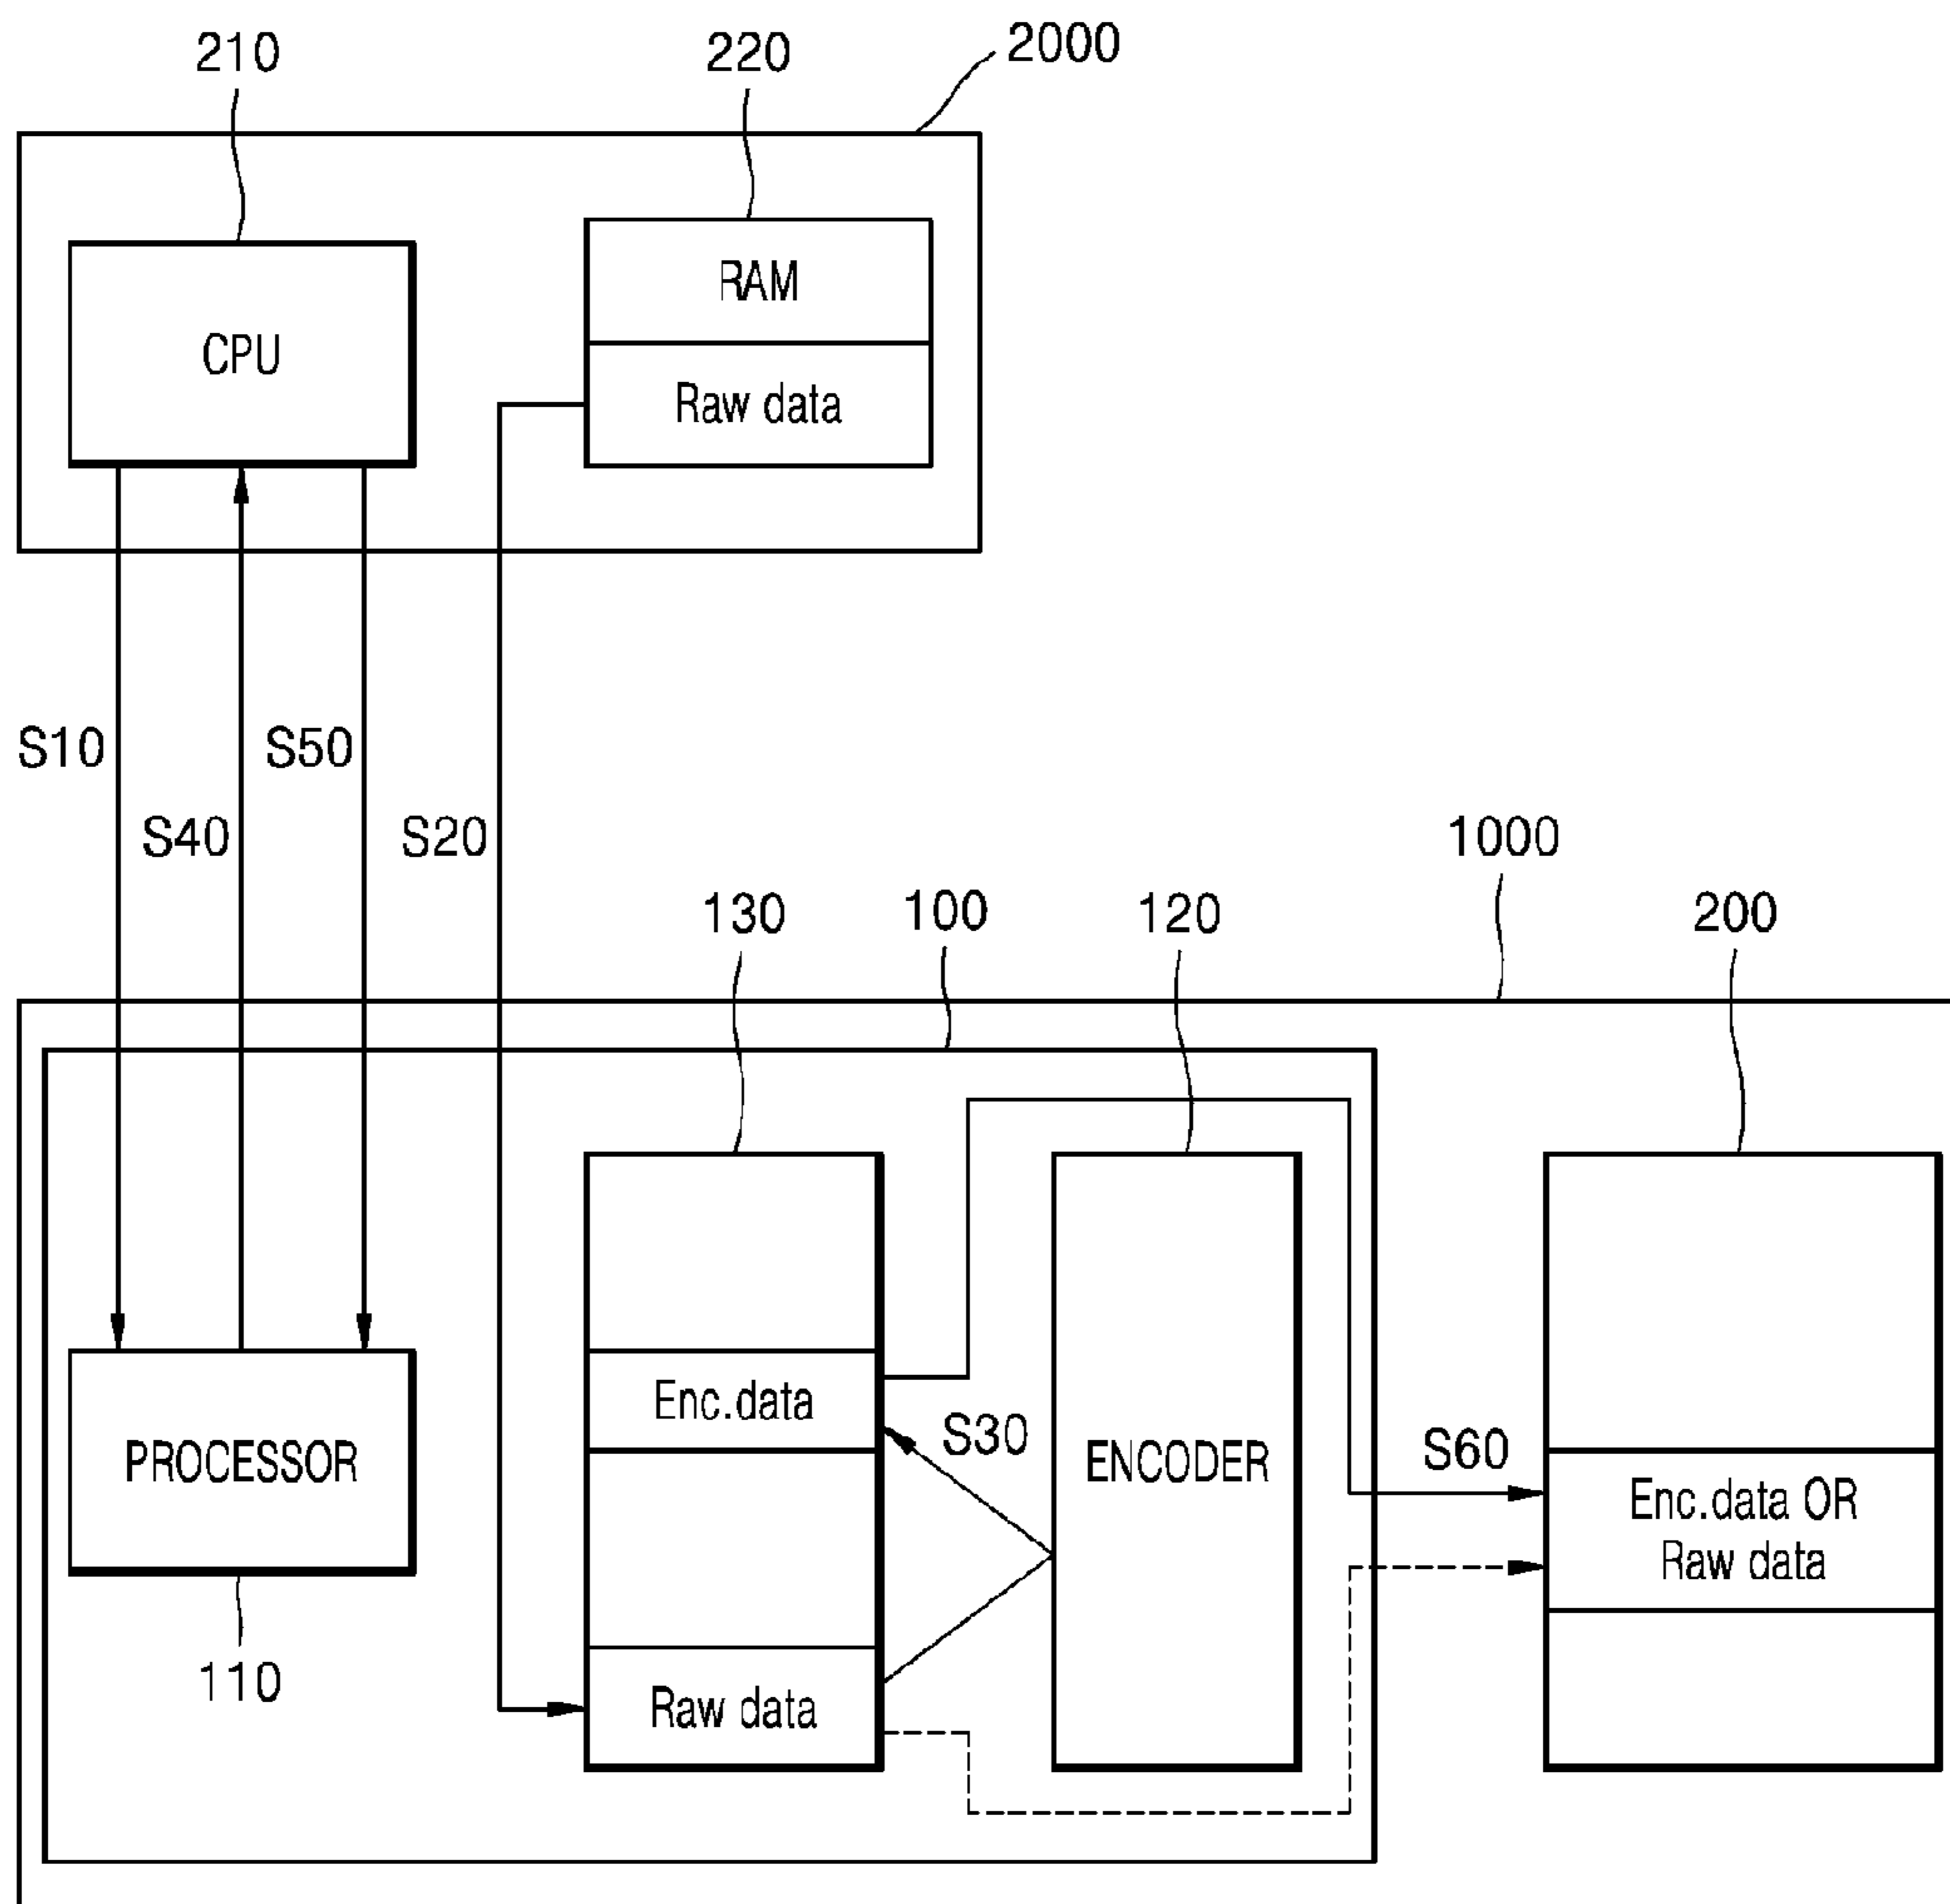 210
220
2000
RAM
CPU
Raw data
S10
S50
S40
S20
1000
130
100
120
200
Enc.data
S30
S60
PROCESSOR
ENCODER
Enc.data OR
Raw data
110
Raw data